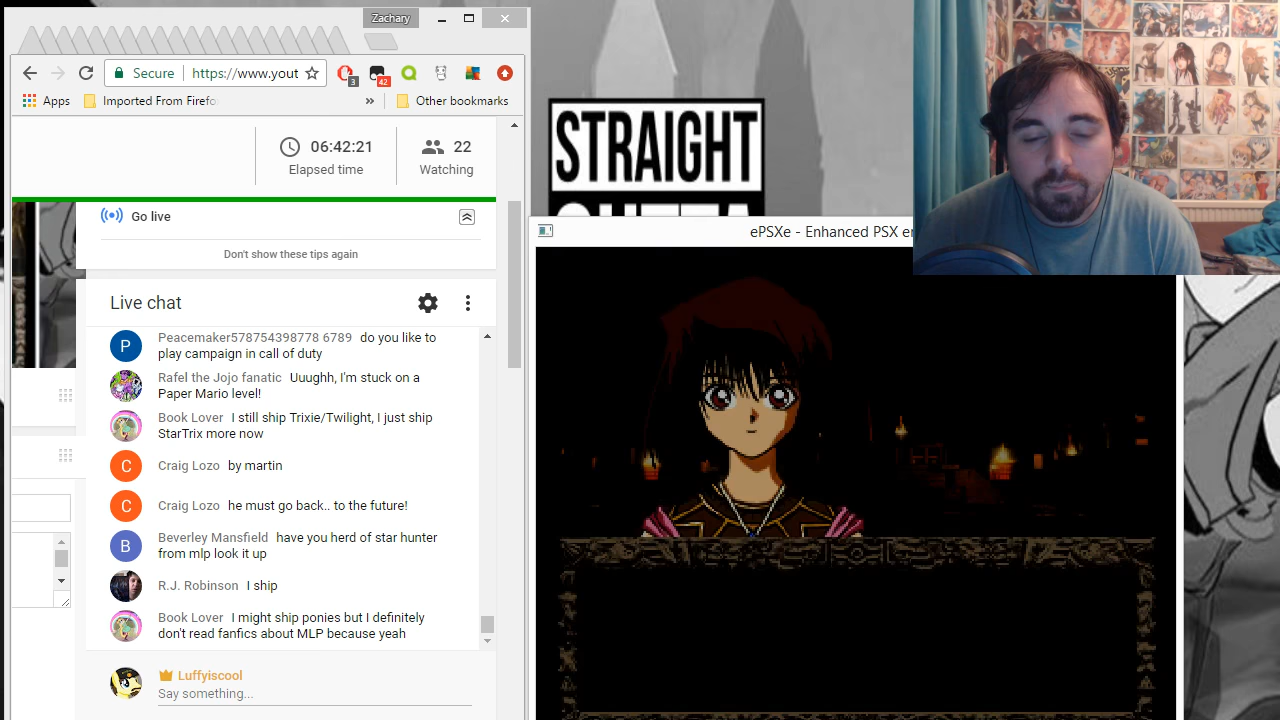 Zachary
Secure
https://www.yout
3
42
Apps
Imported From Firefo
»
Other bookmarks
06:42:21
22
Elapsed time
Watching
Go live
Don't show these tips again
Live chat
Peacemaker578754398778 6789 do you like to
play campaign in call of duty
Rafel the Jojo fanatic Uuughh, I'm stuck on a
Paper Mario level!
Book Lover I still ship Trixie/Twilight, I just ship
StarTrix more now
Craig Lozo by martin
Craig Lozo he must go back.. to the future!
Beverley Mansfield have you herd of star hunter
from mlp look it up
R.J. Robinson I ship
Book Lover I might ship ponies but I definitely
don't read fanfics about MLP because yeah
Luffyiscool
Say something...
P
C
C
B
STRAIGHT
ePSXe - Enhanced PSX e